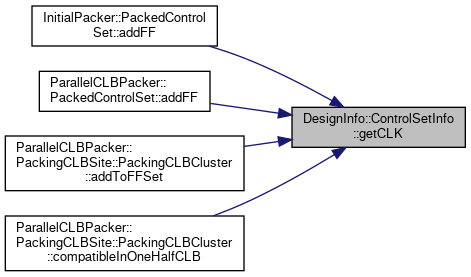 InitialPacker::PackedControl
Set::addFF
ParallelCLBPacker::
PackedControlSet::addFF
DesignInfo::ControlSetInfo
::getCLK
ParallelCLBPacker::
PackingCLBSite::PackingCLBCluster
::addToFFSet
ParallelCLBPacker::
PackingCLBSite::PackingCLBCluster
::compatibleInOneHalfCLB